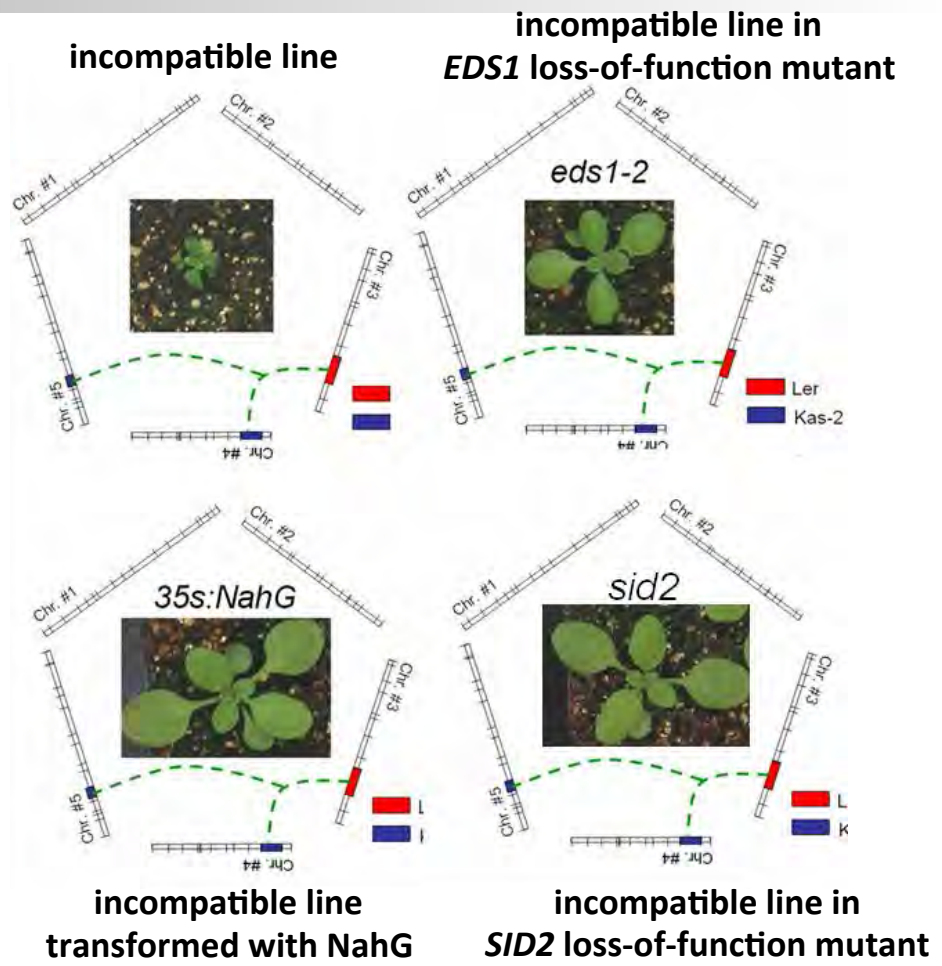 incompatible line
incompatible line in
EDS1 loss-of-function mutant
Chr. #1
Chr. #2
Chr. #3
Chr. #4
Chr. #5
Chr. #1
Chr. #2
eds1-2
Chr. #3
Chr. #4
Chr. #5
Ler
Kas-2
Chr. #1
Chr. #2
35s:NahG
Chr. #3
Chr. #4
Chr. #5
Chr. #1
Chr. #2
sid2
Chr. #3
Chr. #4
Chr. #5
L
K
incompatible line
transformed with NahG
incompatible line in
SID2 loss-of-function mutant